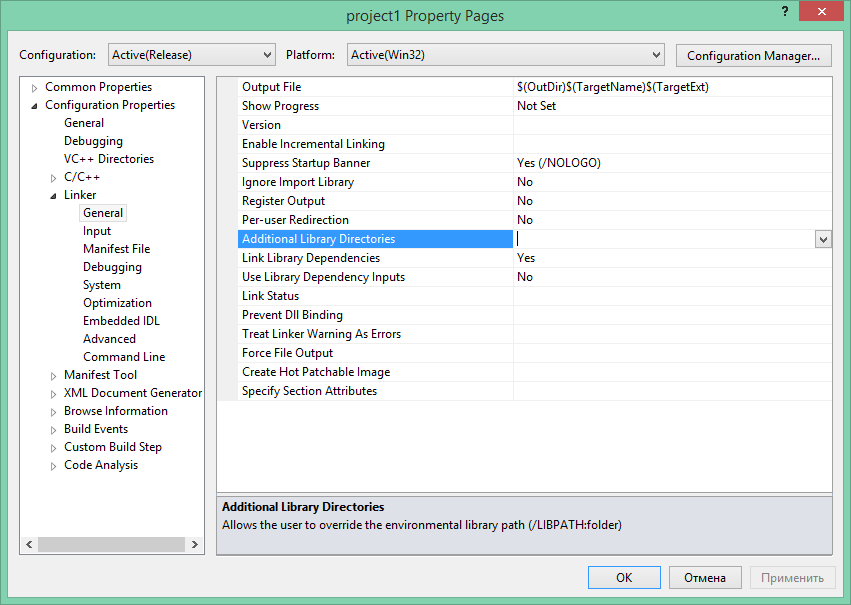 project1 Property Pages
?
Configuration: Active(Release) Platform: Active(Win32) Configuration Manager...
Common Properties
Configuration Properties
General
Debugging
VC++ Directories
C/C++
Linker
General
Input
Manifest File
Debugging
System
Optimization
Embedded IDL
Advanced
Command Line
Manifest Tool
XML Document Generator
Browse Information
Build Events
Custom Build Step
Code Analysis
Output File $(OutDir)$(TargetName)$(TargetExt)
Show Progress Not Set
Version
Enable Incremental Linking
Suppress Startup Banner Yes (/NOLOGO)
Ignore Import Library No
Register Output No
Per-user Redirection No
Additional Library Directories
Link Library Dependencies Yes
Use Library Dependency Inputs No
Link Status
Prevent Dll Binding
Treat Linker Warning As Errors
Force File Output
Create Hot Patchable Image
Specify Section Attributes
Additional Library Directories
Allows the user to override the environmental library path (/LIBPATH:folder)
OK Отмена Применить